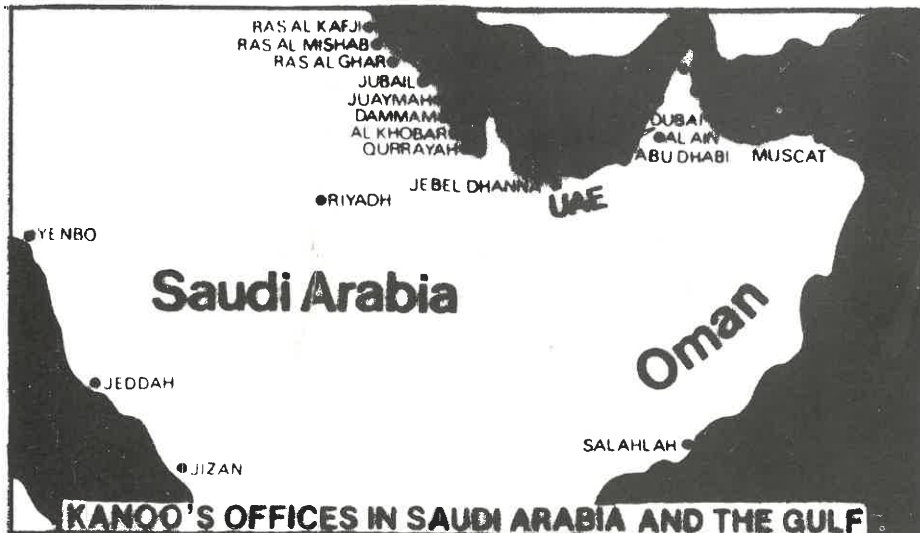 RAS AL KAFJI
RAS AL MISHAB
RAS AL GHAR
JUBAIL
JUAYMAH
DAMMAM
AL KHOBAR
QURRAYAH
DUBAI
AL AIN
ABU DHABI
MUSCAT
JEBEL DHANNA
UAE
RIYADH
YENBO
Saudi Arabia
Oman
JEDDAH
SALAHLAH
JIZAN
KANOO'S OFFICES IN SAUDI ARABIA AND THE GULF